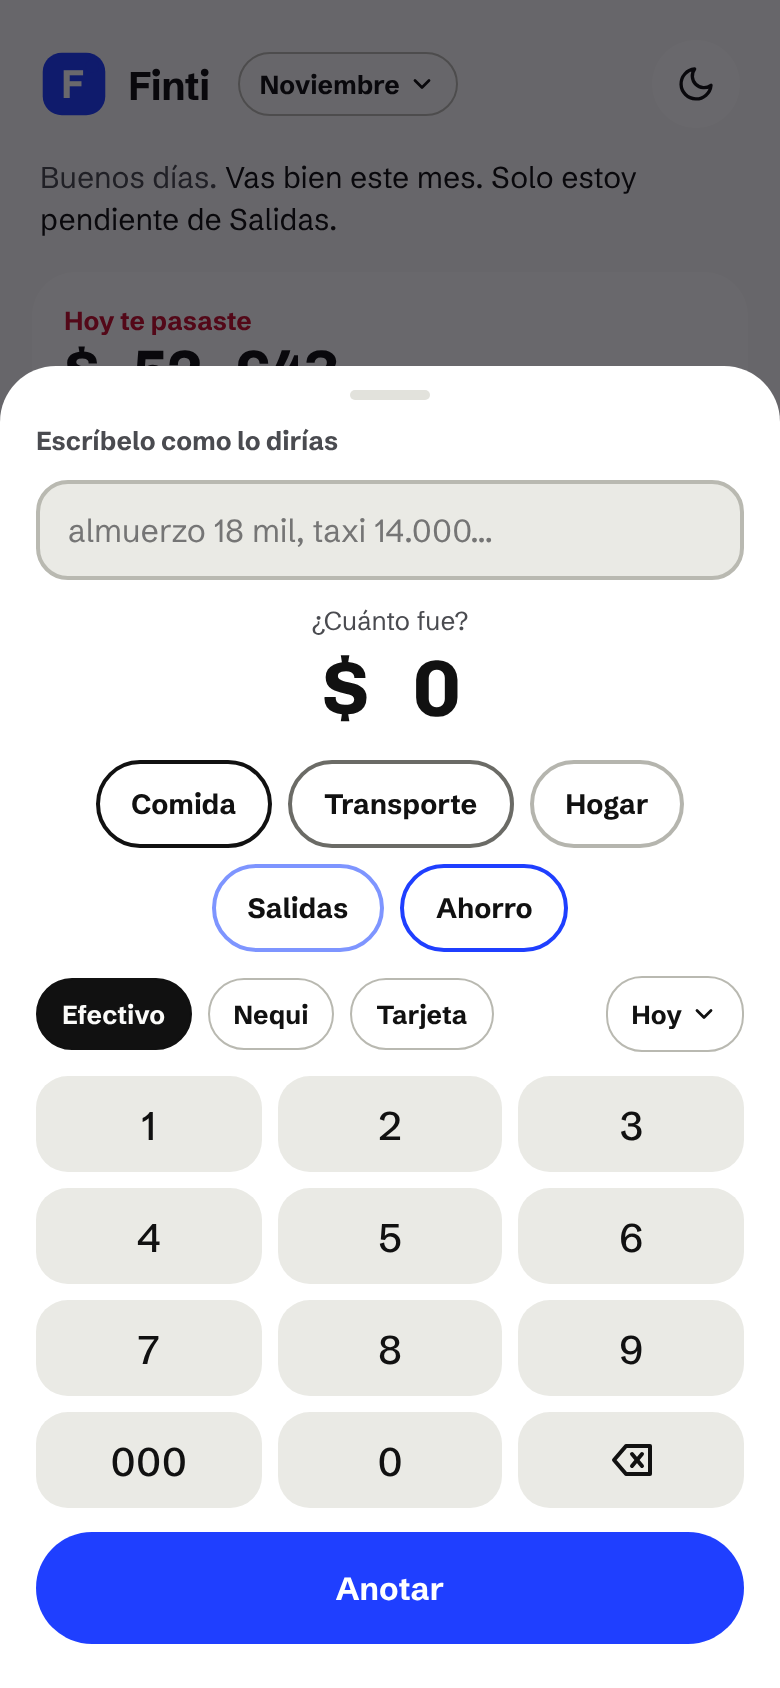 F Finti Noviembre
Buenos días. Vas bien este mes. Solo estoy
pendiente de Salidas.
Hoy te pasaste
Escríbelo como lo dirías
almuerzo 18 mil, taxi 14.000...
¿Cuánto fue?
$ 0
Comida Transporte Hogar
Salidas Ahorro
Efectivo Nequi Tarjeta Hoy
1 2 3
4 5 6
7 8 9
000 0
Anotar